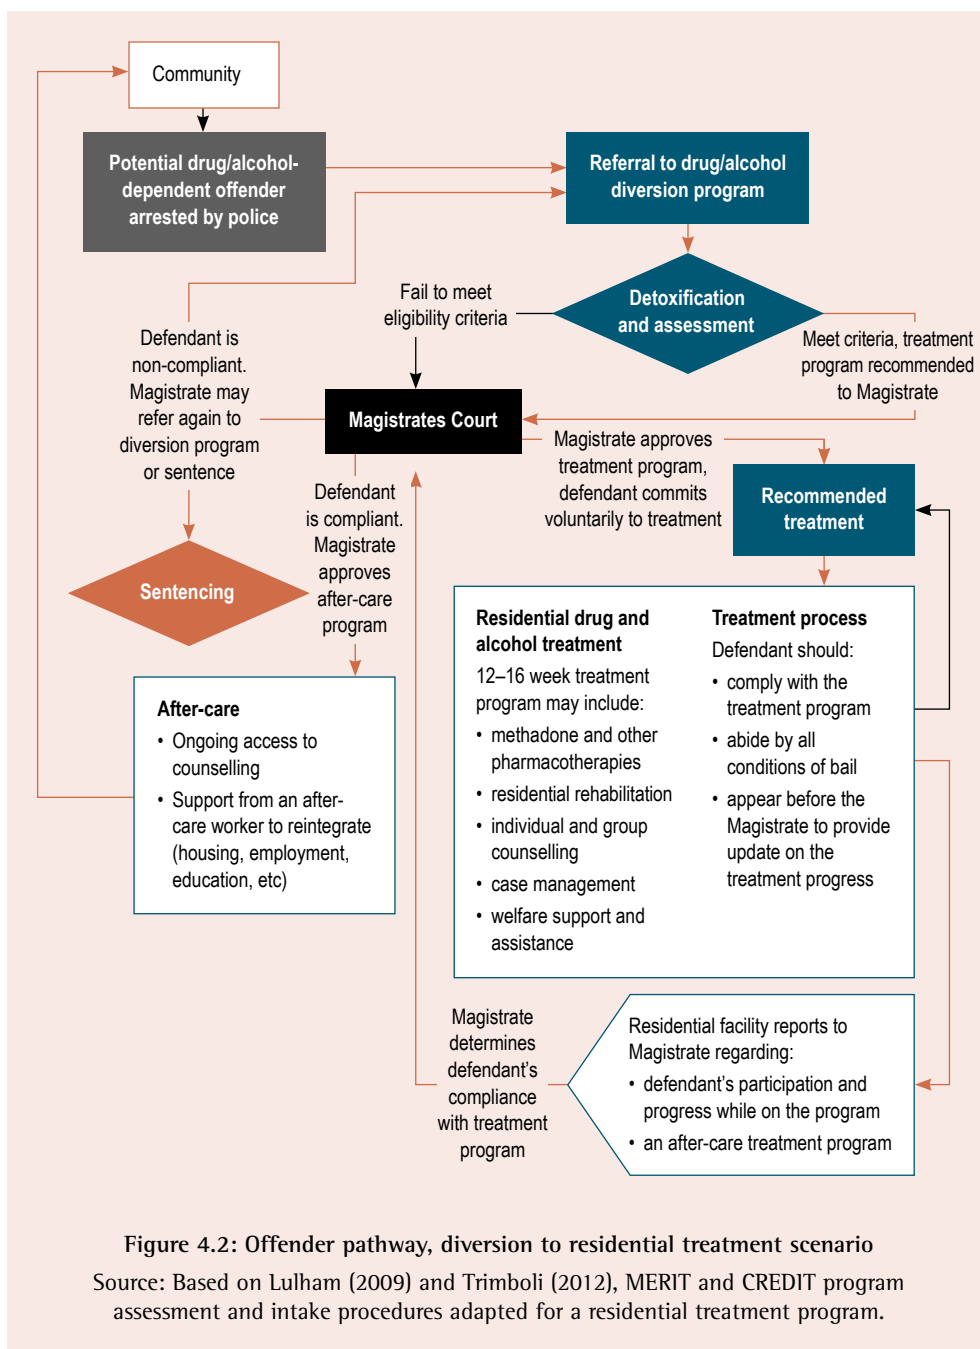 Community
Potential drug/alcohol-
dependent offender
arrested by police
Referral to drug/alcohol
diversion program
Detoxification
and assessment
Fail to meet
eligibility criteria
Meet criteria, treatment
program recommended
to Magistrate
Defendant is
non-compliant.
Magistrate may
refer again to
diversion program
or sentence
Magistrates Court
Magistrate approves
treatment program,
defendant commits
voluntarily to treatment
Recommended
treatment
Defendant
is compliant.
Magistrate
approves
after-care
program
Sentencing
After-care
• Ongoing access to
counselling
• Support from an after-
care worker to reintegrate
(housing, employment,
education, etc)
Residential drug and
alcohol treatment
12–16 week treatment
program may include:
• methadone and other
pharmacotherapies
• residential rehabilitation
• individual and group
counselling
• case management
• welfare support and
assistance
Treatment process
Defendant should:
• comply with the
treatment program
• abide by all
conditions of bail
• appear before the
Magistrate to provide
update on the
treatment progress
Magistrate
determines
defendant’s
compliance
with treatment
program
Residential facility reports to
Magistrate regarding:
• defendant’s participation and
progress while on the program
• an after-care treatment program
Figure 4.2: Offender pathway, diversion to residential treatment scenario
Source: Based on Lulham (2009) and Trimboli (2012), MERIT and CREDIT program
assessment and intake procedures adapted for a residential treatment program.